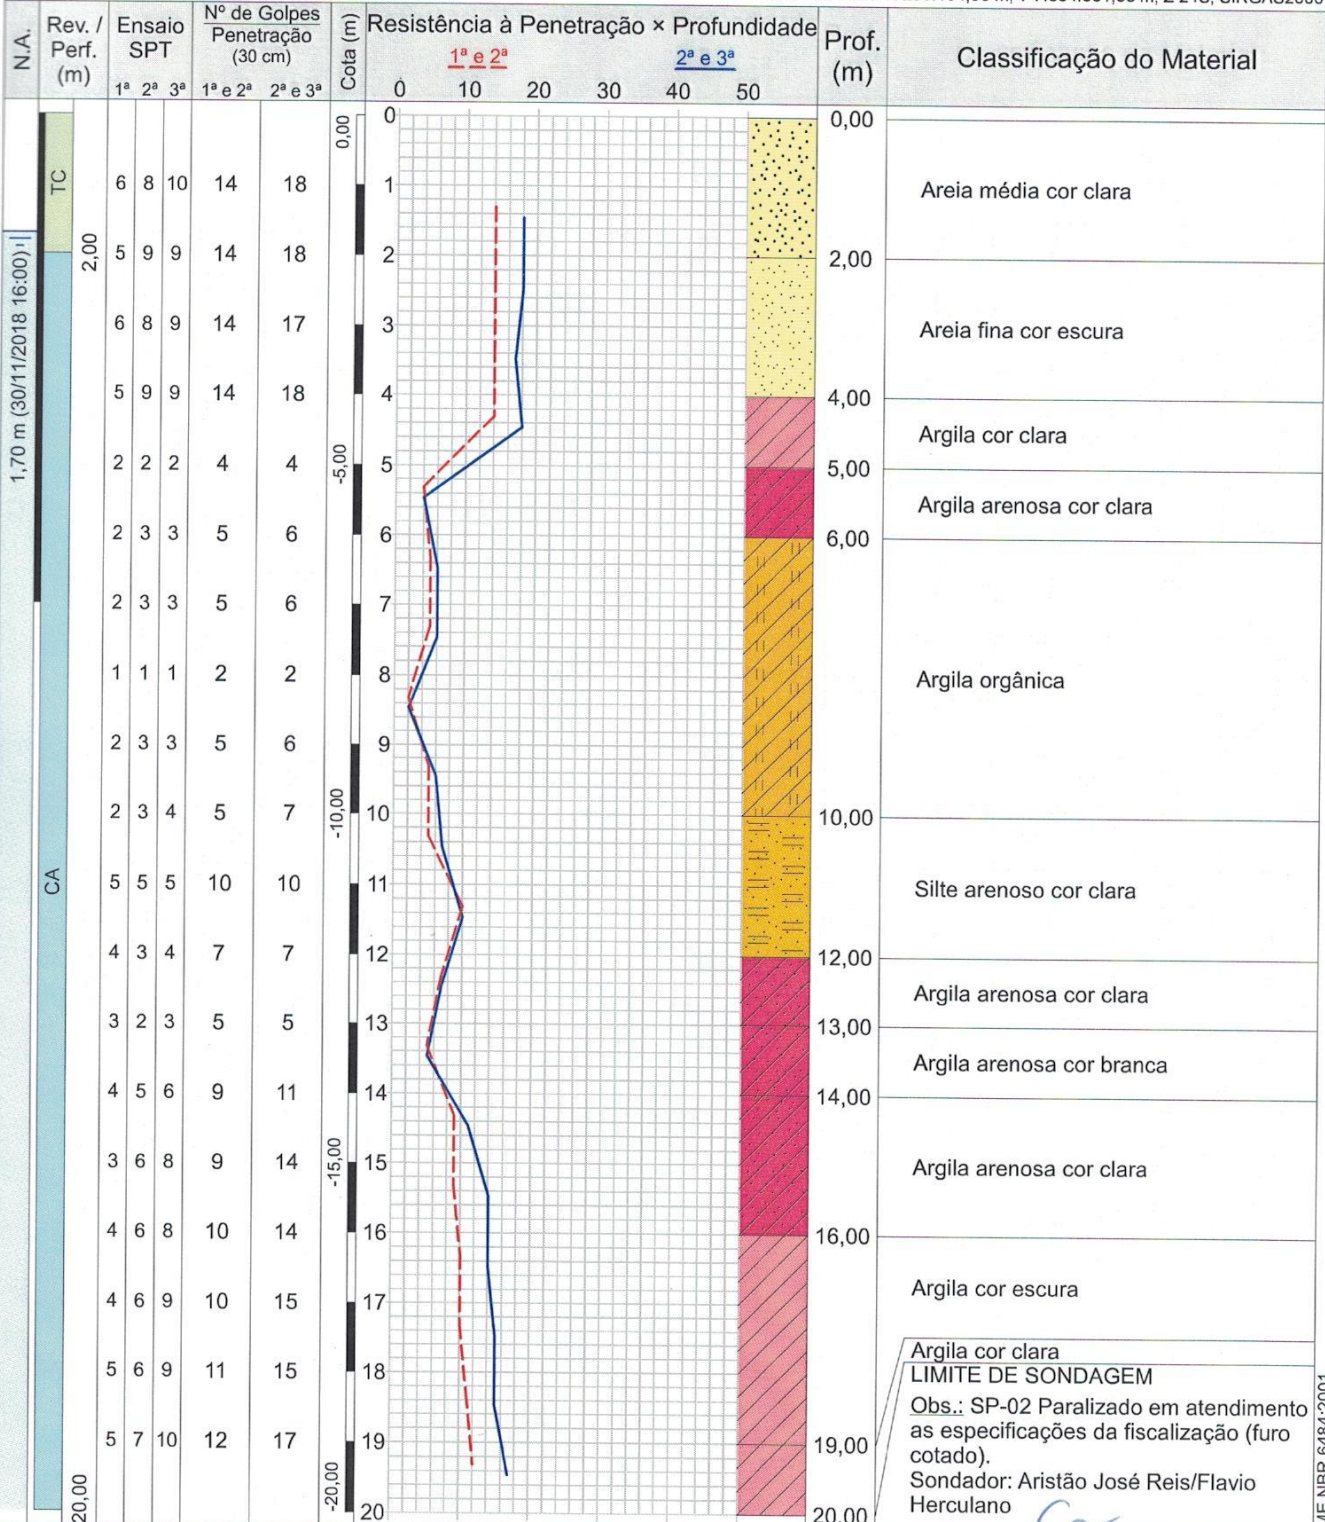 N.A.
Rev. /
Perf.
(m)
Ensaio
SPT
1ª 2ª 3ª
Nº de Golpes
Penetração
(30 cm)
1ª e 2ª 2ª e 3ª
Cota (m)
Resistência à Penetração × Profundidade
1ª e 2ª 2ª e 3ª
0 10 20 30 40 50
Prof.
(m)
Classificação do Material
1,70 m (30/11/2018 16:00)
TC
2,00
CA
20,00
6 8 10 14 18
5 9 9 14 18
6 8 9 14 17
5 9 9 14 18
2 2 2 4 4
2 3 3 5 6
2 3 3 5 6
1 1 1 2 2
2 3 3 5 6
2 3 4 5 7
5 5 5 10 10
4 3 4 7 7
3 2 3 5 5
4 5 6 9 11
3 6 8 9 14
4 6 8 10 14
4 6 9 10 15
5 6 9 11 15
5 7 10 12 17
0,00
-5,00
-10,00
-15,00
-20,00
0
1
2
3
4
5
6
7
8
9
10
11
12
13
14
15
16
17
18
19
20
0,00
Areia média cor clara
2,00
Areia fina cor escura
4,00
Argila cor clara
5,00
Argila arenosa cor clara
6,00
Argila orgânica
10,00
Silte arenoso cor clara
12,00
Argila arenosa cor clara
13,00
Argila arenosa cor branca
14,00
Argila arenosa cor clara
16,00
Argila cor escura
19,00
Argila cor clara
20,00
LIMITE DE SONDAGEM
Obs.: SP-02 Paralizado em atendimento
as especificações da fiscalização (furo
cotado).
Sondador: Aristão José Reis/Flavio
Herculano
NBR 6484:2001